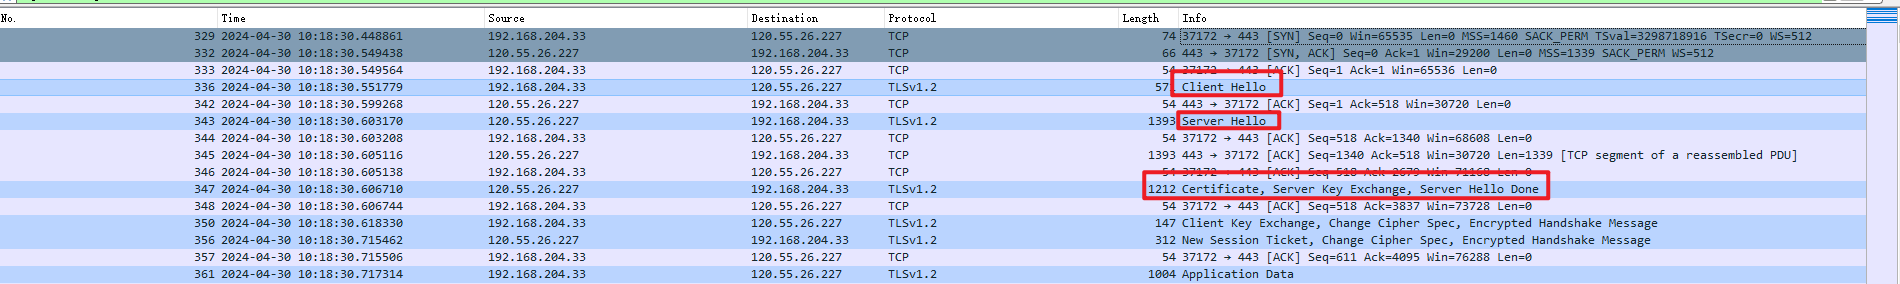 No. Time Source Destination Protocol Length Info
329 2024-04-30 10:18:30.448861 192.168.204.33 120.55.26.227 TCP 74 37172 → 443 [SYN] Seq=0 Win=65535 Len=0 MSS=1460 SACK_PERM TSval=3298718916 TSecr=0 WS=512
332 2024-04-30 10:18:30.549438 120.55.26.227 192.168.204.33 TCP 66 443 → 37172 [SYN, ACK] Seq=0 Ack=1 Win=29200 Len=0 MSS=1339 SACK_PERM WS=512
333 2024-04-30 10:18:30.549564 192.168.204.33 120.55.26.227 TCP 54 37172 → 443 [ACK] Seq=1 Ack=1 Win=65536 Len=0
336 2024-04-30 10:18:30.551779 192.168.204.33 120.55.26.227 TLSv1.2 571 Client Hello
342 2024-04-30 10:18:30.599268 120.55.26.227 192.168.204.33 TCP 54 443 → 37172 [ACK] Seq=1 Ack=518 Win=30720 Len=0
343 2024-04-30 10:18:30.603170 120.55.26.227 192.168.204.33 TLSv1.2 1393 Server Hello
344 2024-04-30 10:18:30.603208 192.168.204.33 120.55.26.227 TCP 54 37172 → 443 [ACK] Seq=518 Ack=1340 Win=68608 Len=0
345 2024-04-30 10:18:30.605116 120.55.26.227 192.168.204.33 TCP 1393 443 → 37172 [ACK] Seq=1340 Ack=518 Win=30720 Len=1339 [TCP segment of a reassembled PDU]
346 2024-04-30 10:18:30.605138 192.168.204.33 120.55.26.227 TCP 54 37172 → 443 [ACK] Seq=518 Ack=2679 Win=71168 Len=0
347 2024-04-30 10:18:30.606710 120.55.26.227 192.168.204.33 TLSv1.2 1212 Certificate, Server Key Exchange, Server Hello Done
348 2024-04-30 10:18:30.606744 192.168.204.33 120.55.26.227 TCP 54 37172 → 443 [ACK] Seq=518 Ack=3837 Win=73728 Len=0
350 2024-04-30 10:18:30.618330 192.168.204.33 120.55.26.227 TLSv1.2 147 Client Key Exchange, Change Cipher Spec, Encrypted Handshake Message
356 2024-04-30 10:18:30.715462 120.55.26.227 192.168.204.33 TLSv1.2 312 New Session Ticket, Change Cipher Spec, Encrypted Handshake Message
357 2024-04-30 10:18:30.715506 192.168.204.33 120.55.26.227 TCP 54 37172 → 443 [ACK] Seq=611 Ack=4095 Win=76288 Len=0
361 2024-04-30 10:18:30.717314 192.168.204.33 120.55.26.227 TLSv1.2 1004 Application Data